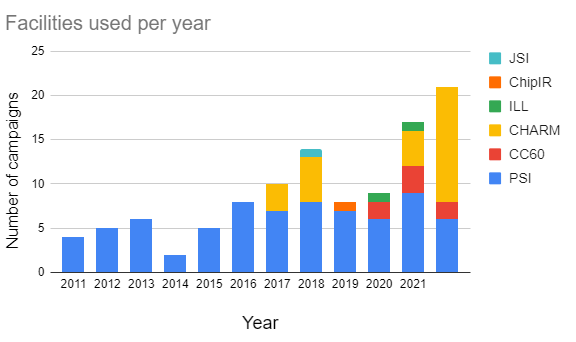 Facilities used per year
25
20
15
10
5
0
Number of campaigns
2011 2012 2013 2014 2015 2016 2017 2018 2019 2020 2021
Year
JSI
ChipIR
ILL
CHARM
CC60
PSI